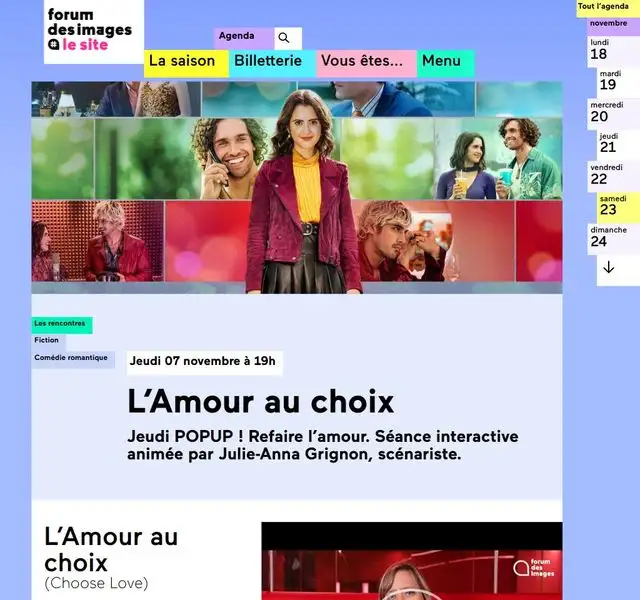 forum
des images
le site
Agenda
La saison
Billetterie
Vous êtes...
Menu
Tout l'agenda
novembre
lundi
18
mardi
19
mercredi
20
jeudi
21
vendredi
22
samedi
23
dimanche
24
Les rencontres
Fiction
Comédie romantique
Jeudi 07 novembre à 19h
L'Amour au choix
Jeudi POPUP ! Refaire l'amour. Séance interactive
animée par Julie-Anna Grignon, scénariste.
L'Amour au
choix
(Choose Love)
forum
des
images